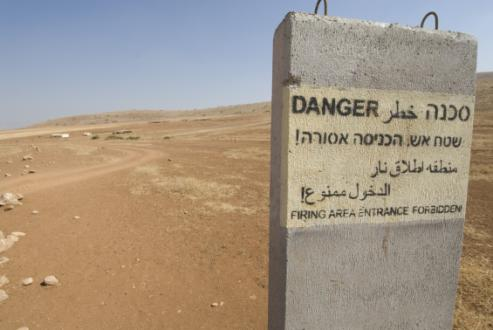 DANGER خطر סכנה
שטח אש, הכניסה אסורה!
منطقه اطلاق نار
الدخول ممنوع!
FIRING AREA ENTRANCE FORBIDDEN!